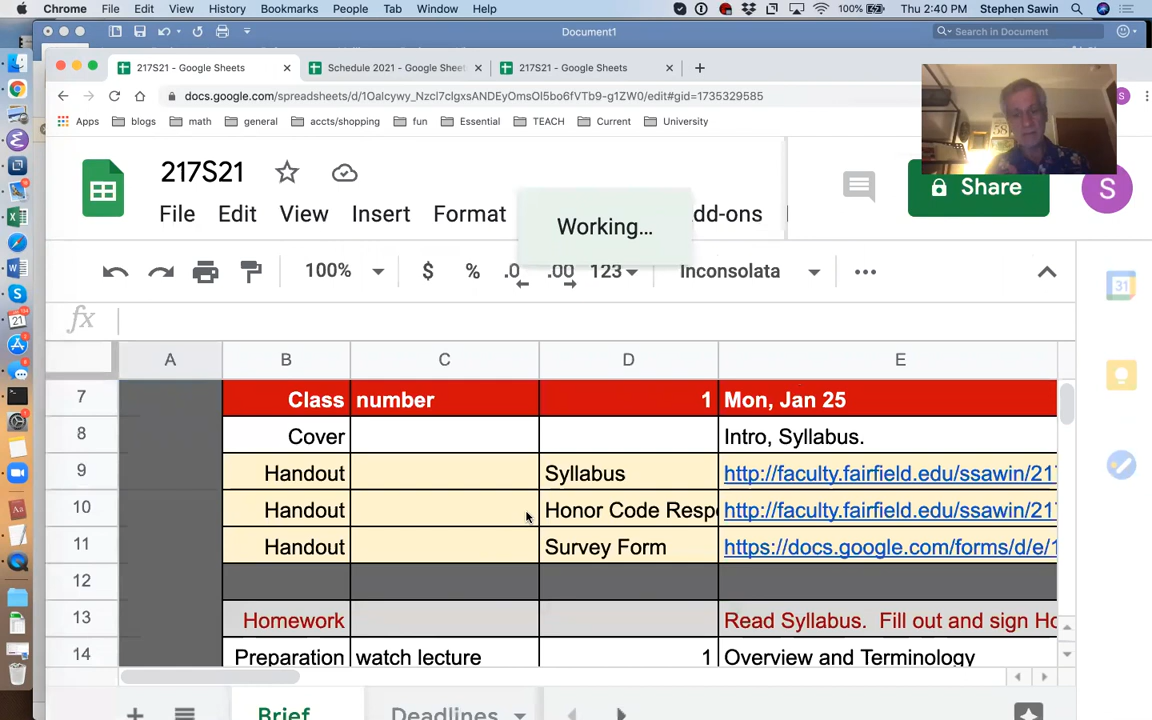 Chrome File Edit View History Bookmarks People Tab Window Help 100% Thu 2:40 PM Stephen Sawin
Document1 Search in Document
217S21 - Google Sheets Schedule 2021 - Google Sheet 217S21 - Google Sheets
docs.google.com/spreadsheets/d/1Oalcywy_Nzcl7clgxsANDEyOmsOl5bo6fVTb9-g1ZW0/edit#gid=1735329585
Apps blogs math general accts/shopping fun Essential TEACH Current University
217S21
Share S
File Edit View Insert Format dd-ons
Working...
100% $ % .0 .00 123 Inconsolata
fx
A B C D E
7 Class number 1 Mon, Jan 25
8 Cover Intro, Syllabus.
9 Handout Syllabus http://faculty.fairfield.edu/ssawin/217
10 Handout Honor Code Resp http://faculty.fairfield.edu/ssawin/217
11 Handout Survey Form https://docs.google.com/forms/d/e/1
12
13 Homework Read Syllabus. Fill out and sign Ho
14 Preparation watch lecture 1 Overview and Terminology
Brief Deadlines